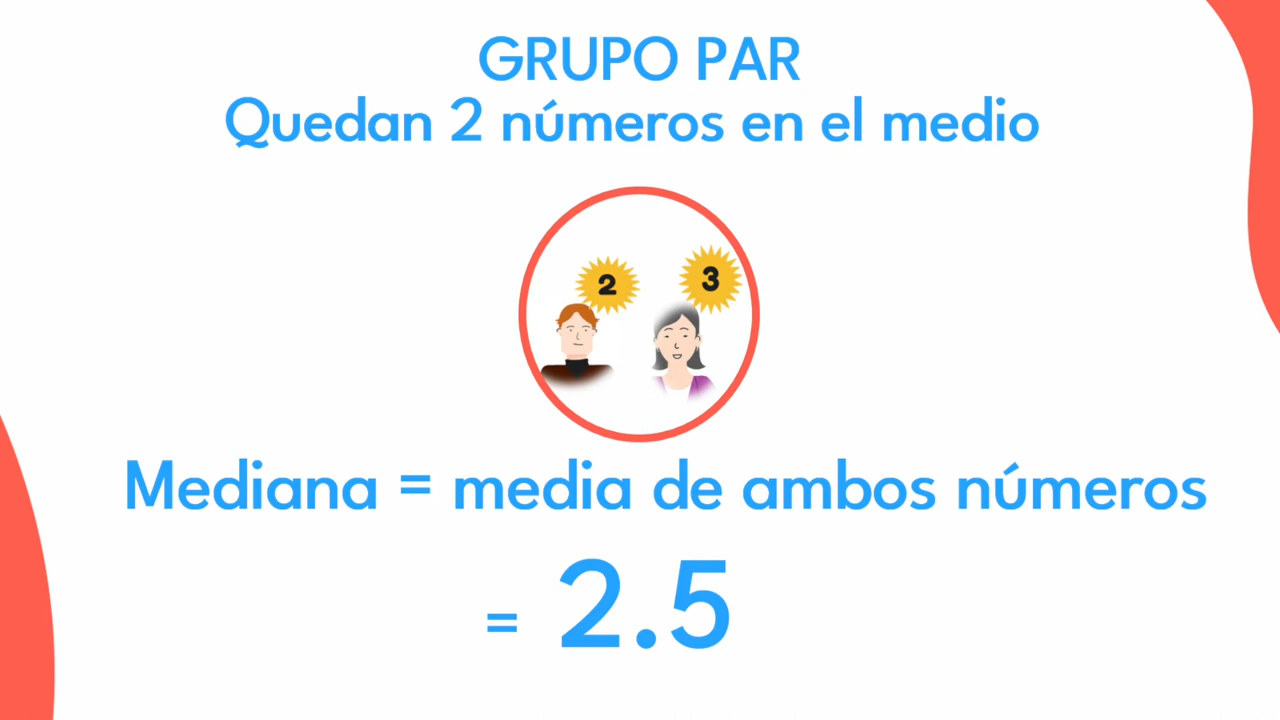 GRUPO PAR
Quedan 2 números en el medio
2 3
Mediana = media de ambos números
= 2.5